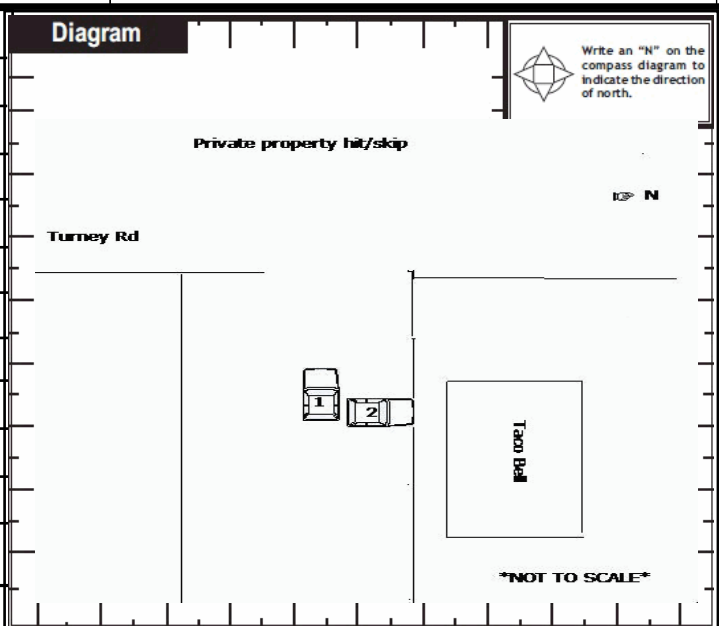 Diagram
Write an “N” on the
compass diagram to
indicate the direction
of north.
Private property hit/skip
N
Turney Rd
1
2
Taco Bell
*NOT TO SCALE*